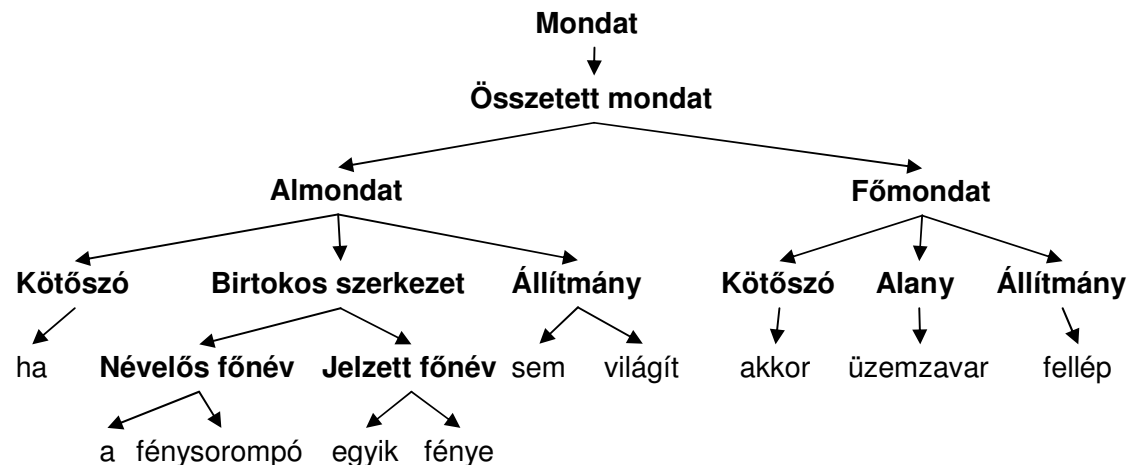 Mondat
Összetett mondat
Almondat Főmondat
Kötőszó Birtokos szerkezet Állítmány Kötőszó Alany Állítmány
ha Névelős főnév Jelzett főnév sem világít akkor üzemzavar fellép
a fénysorompó egyik fénye